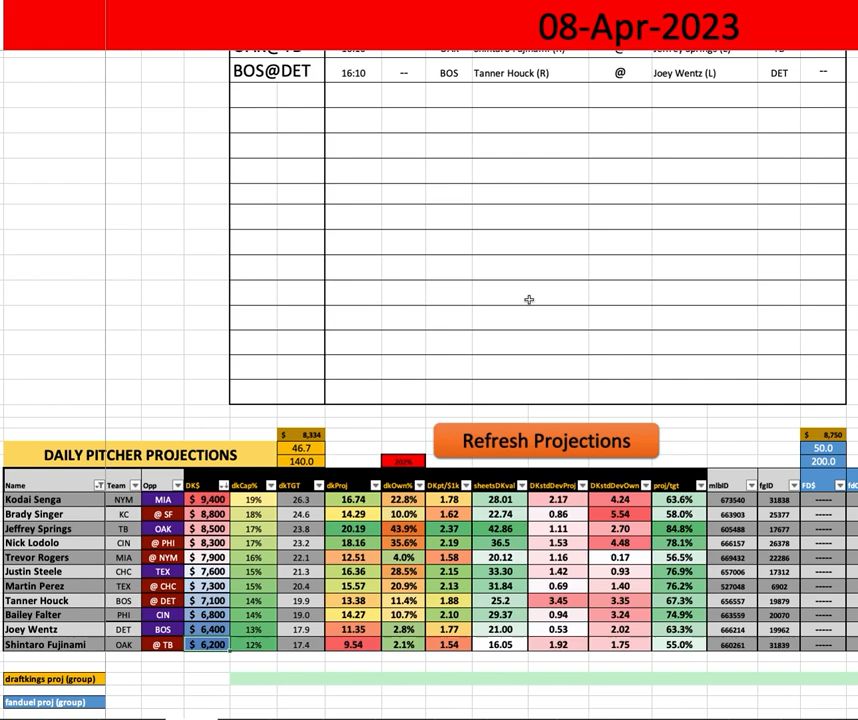 08-Apr-2023
BOS@DET 16:10 -- BOS Tanner Houck (R) @ Joey Wentz (L) DET --
$ 8,334 $ 8,750
DAILY PITCHER PROJECTIONS 46.7 Refresh Projections 50.0
140.0 200.0
Name Team Opp DK$ dkCap% dkTGT dkProj dkOwn% DKpt/$1k sheetsDKval DKstdDevProj DKstdDevOwn proj/tgt mlbID fgID FD$
Kodai Senga NYM MIA $ 9,400 19% 26.3 16.74 22.8% 1.78 28.01 2.17 4.24 63.6% 673540 31838 -----
Brady Singer KC @ SF $ 8,800 18% 24.6 14.29 10.0% 1.62 22.74 0.86 5.54 58.0% 663903 25377 -----
Jeffrey Springs TB OAK $ 8,500 17% 23.8 20.19 43.9% 2.37 42.86 1.11 2.70 84.8% 605488 17677 -----
Nick Lodolo CIN @ PHI $ 8,300 17% 23.2 18.16 35.6% 2.19 36.5 1.53 4.48 78.1% 666157 26378 -----
Trevor Rogers MIA @ NYM $ 7,900 16% 22.1 12.51 4.0% 1.58 20.12 1.16 0.17 56.5% 669432 22286 -----
Justin Steele CHC TEX $ 7,600 15% 21.3 16.36 28.5% 2.15 33.30 1.42 0.93 76.9% 657006 17312 -----
Martin Perez TEX @ CHC $ 7,300 15% 20.4 15.57 20.9% 2.13 31.84 0.69 1.40 76.2% 527048 6902 -----
Tanner Houck BOS @ DET $ 7,100 14% 19.9 13.38 11.4% 1.88 25.2 3.45 3.35 67.3% 656557 19879 -----
Bailey Falter PHI CIN $ 6,800 14% 19.0 14.27 10.7% 2.10 29.37 0.94 3.24 74.9% 663559 20070 -----
Joey Wentz DET BOS $ 6,400 13% 17.9 11.35 2.8% 1.77 21.00 0.53 2.02 63.3% 666214 19962 -----
Shintaro Fujinami OAK @ TB $ 6,200 12% 17.4 9.54 2.1% 1.54 16.05 1.92 1.75 55.0% 660261 31839 -----
draftkings proj (group)
fanduel proj (group)